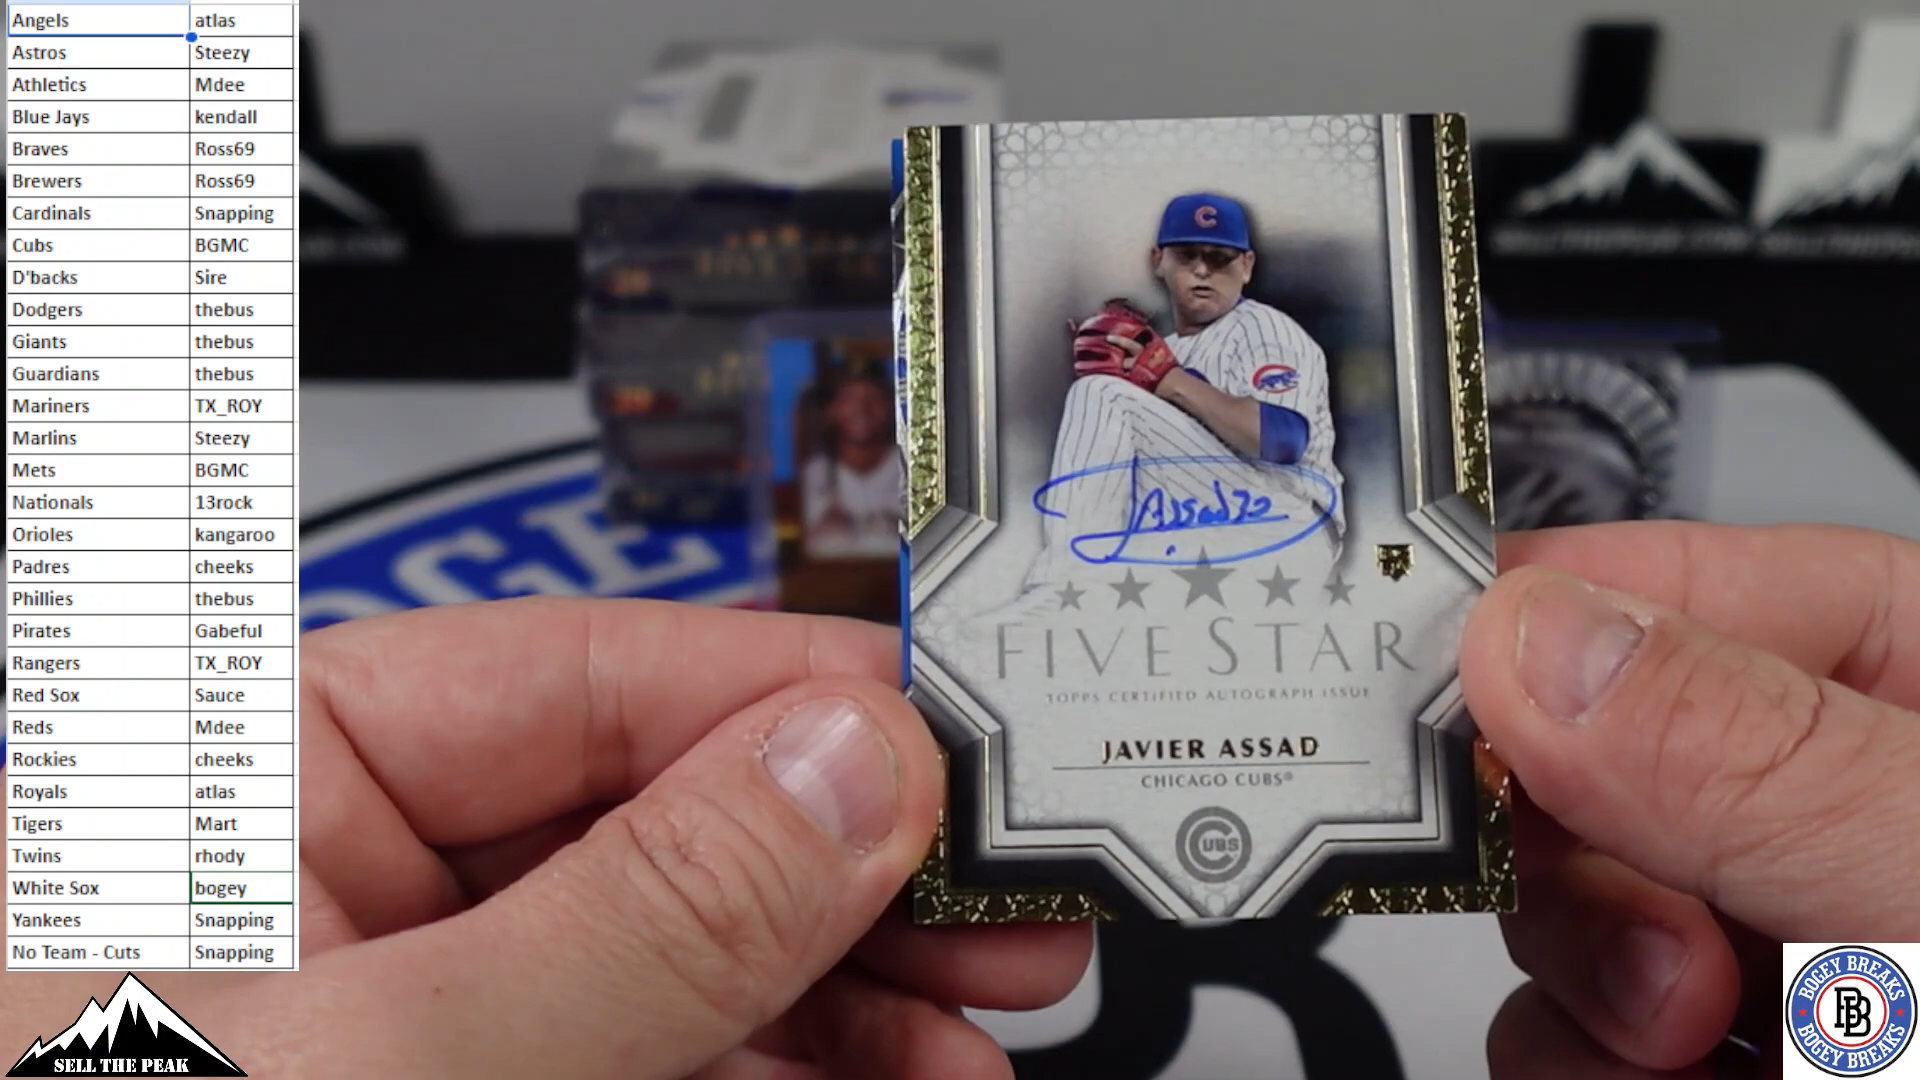 Angels atlas
Astros Steezy
Athletics Mdee
Blue Jays kendall
Braves Ross69
Brewers Ross69
Cardinals Snapping
Cubs BGMC
D'backs Sire
Dodgers thebus
Giants thebus
Guardians thebus
Mariners TX_ROY
Marlins Steezy
Mets BGMC
Nationals 13rock
Orioles kangaroo
Padres cheeks
Phillies thebus
Pirates Gabeful
Rangers TX_ROY
Red Sox Sauce
Reds Mdee
Rockies cheeks
Royals atlas
Tigers Mart
Twins rhody
White Sox bogey
Yankees Snapping
No Team - Cuts Snapping
SELL THE PEAK
C
FIVE STAR
TOPPS CERTIFIED AUTOGRAPH ISSUE
JAVIER ASSAD
CHICAGO CUBS®
CUBS
BOGEY BREAKS
BB
BOGEY BREAKS